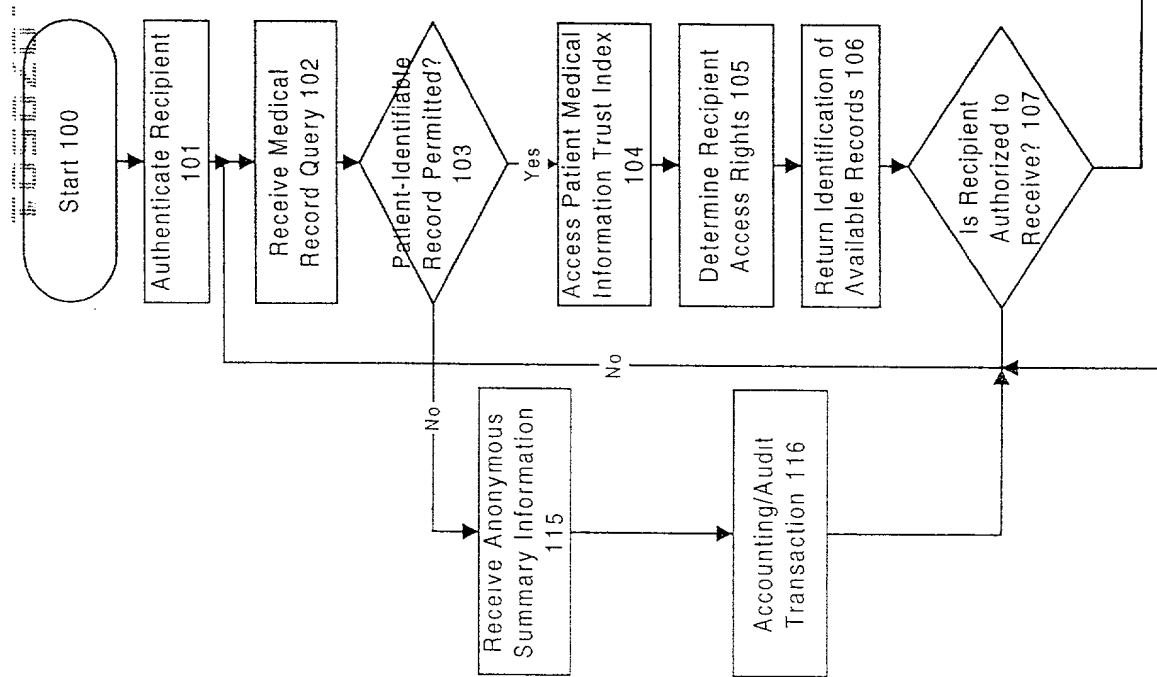 Start 100
Authenticate Recipient
101
Receive Medical
Record Query 102
Patient-Identifiable
Record Permitted?
103
Yes
No
Access Patient Medical
Information Trust Index
104
Determine Recipient
Access Rights 105
Return Identification of
Available Records 106
Is Recipient
Authorized to
Receive? 107
No
Receive Anonymous
Summary Information
115
Accounting/Audit
Transaction 116